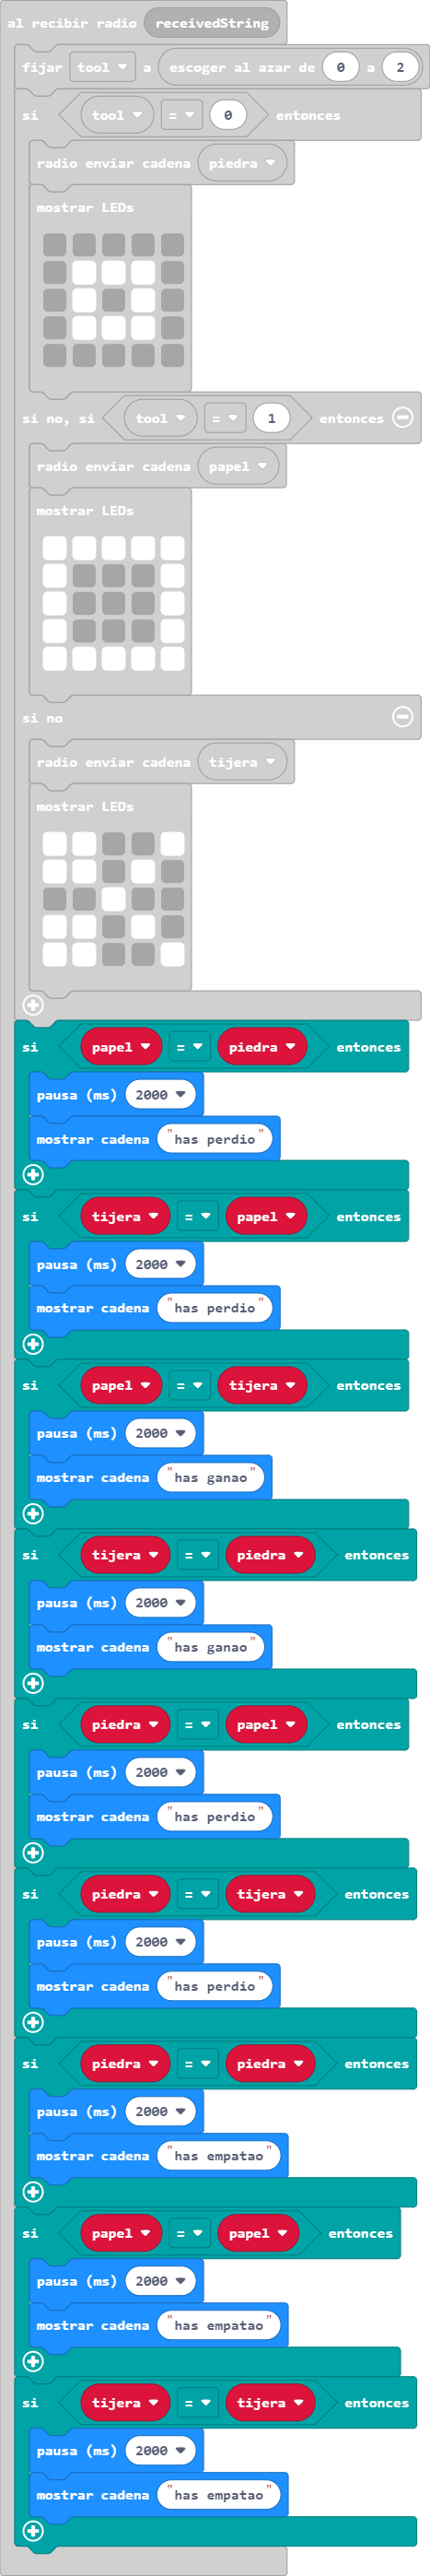 al recibir radio receivedString
fijar tool a escoger al azar de 0 a 2
si tool = 0 entonces
radio enviar cadena piedra
mostrar LEDs
si no, si tool = 1 entonces
radio enviar cadena papel
mostrar LEDs
si no
radio enviar cadena tijera
mostrar LEDs
si papel = piedra entonces
pausa (ms) 2000
mostrar cadena "has perdio"
si tijera = papel entonces
pausa (ms) 2000
mostrar cadena "has perdio"
si papel = tijera entonces
pausa (ms) 2000
mostrar cadena "has ganao"
si tijera = piedra entonces
pausa (ms) 2000
mostrar cadena "has ganao"
si piedra = papel entonces
pausa (ms) 2000
mostrar cadena "has perdio"
si piedra = tijera entonces
pausa (ms) 2000
mostrar cadena "has perdio"
si piedra = piedra entonces
pausa (ms) 2000
mostrar cadena "has empatao"
si papel = papel entonces
pausa (ms) 2000
mostrar cadena "has empatao"
si tijera = tijera entonces
pausa (ms) 2000
mostrar cadena "has empatao"